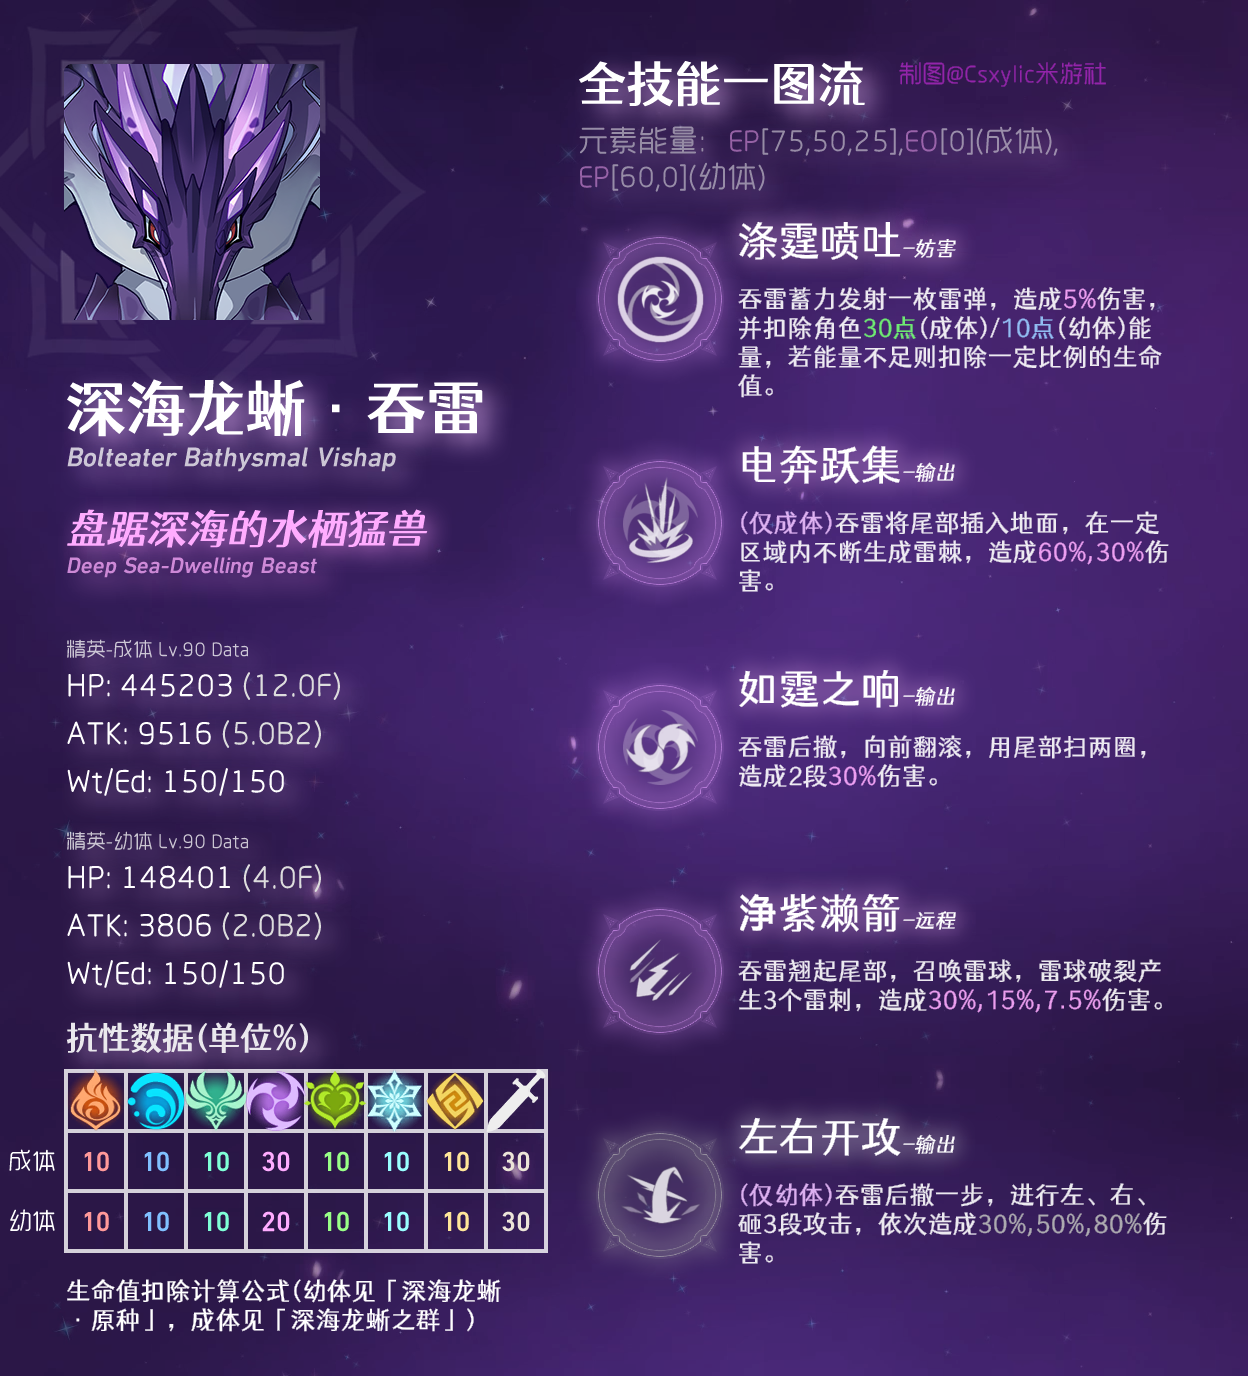 全技能一图流
制图@Csxylic米游社
元素能量： EP[75,50,25],EO[0](成体),
EP[60,0](幼体)
深海龙蜥·吞雷
Bolteater Bathysmal Vishap
盘踞深海的水栖猛兽
Deep Sea-Dwelling Beast
精英-成体 Lv.90 Data
HP: 445203 (12.0F)
ATK: 9516 (5.0B2)
Wt/Ed: 150/150
精英-幼体 Lv.90 Data
HP: 148401 (4.0F)
ATK: 3806 (2.0B2)
Wt/Ed: 150/150
抗性数据(单位%)
成体 10 10 10 30 10 10 10 30
幼体 10 10 10 20 10 10 10 30
生命值扣除计算公式(幼体见「深海龙蜥
·原种」，成体见「深海龙蜥之群」)
涤霆喷吐-妨害
吞雷蓄力发射一枚雷弹，造成5%伤害，
并扣除角色30点(成体)/10点(幼体)能
量，若能量不足则扣除一定比例的生命
值。
电奔跃集-输出
(仅成体)吞雷将尾部插入地面，在一定
区域内不断生成雷棘，造成60%,30%伤
害。
如霆之响-输出
吞雷后撤，向前翻滚，用尾部扫两圈，
造成2段30%伤害。
净紫濑箭-远程
吞雷翘起尾部，召唤雷球，雷球破裂产
生3个雷刺，造成30%,15%,7.5%伤害。
左右开攻-输出
(仅幼体)吞雷后撤一步，进行左、右、
砸3段攻击，依次造成30%,50%,80%伤
害。